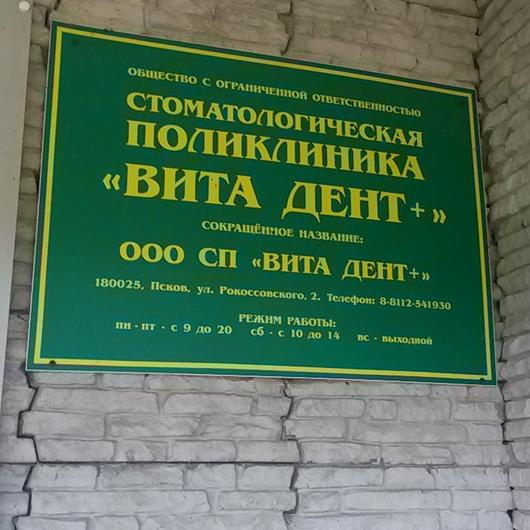 ОБЩЕСТВО С ОГРАНИЧЕННОЙ ОТВЕТСТВЕННОСТЬЮ
СТОМАТОЛОГИЧЕСКАЯ
ПОЛИКЛИНИКА
«ВИТА ДЕНТ+»
СОКРАЩЁННОЕ НАЗВАНИЕ:
ООО СП «ВИТА ДЕНТ+»
180025, Псков, ул. Рокоссовского, 2. Телефон: 8-8112-541930
РЕЖИМ РАБОТЫ:
пн - пт - с 9 до 20 сб - с 10 до 14 вс - выходной